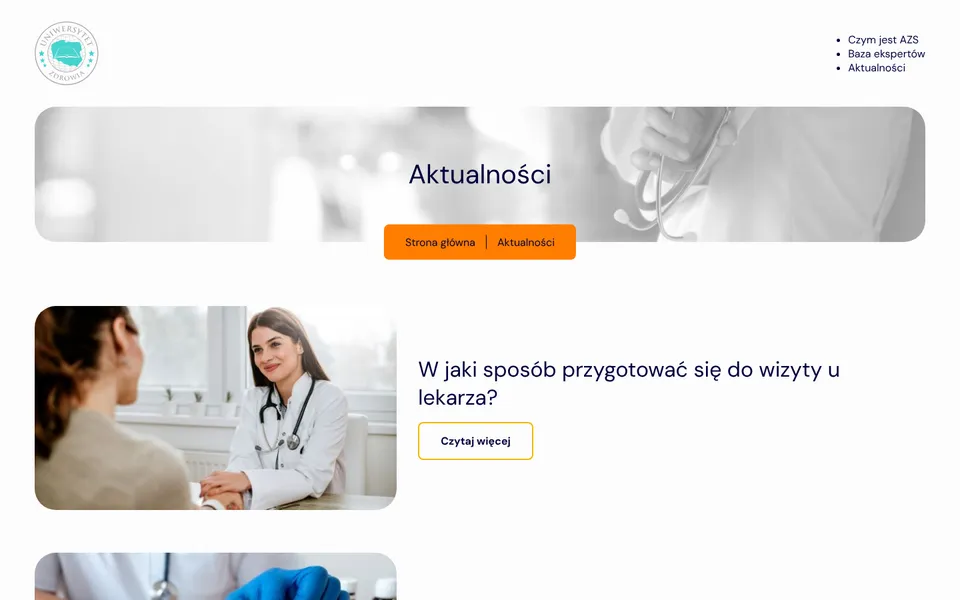 UNIWERSYTET
ZDROWIA
Czym jest AZS
Baza ekspertów
Aktualności
Aktualności
Strona główna
Aktualności
W jaki sposób przygotować się do wizyty u
lekarza?
Czytaj więcej